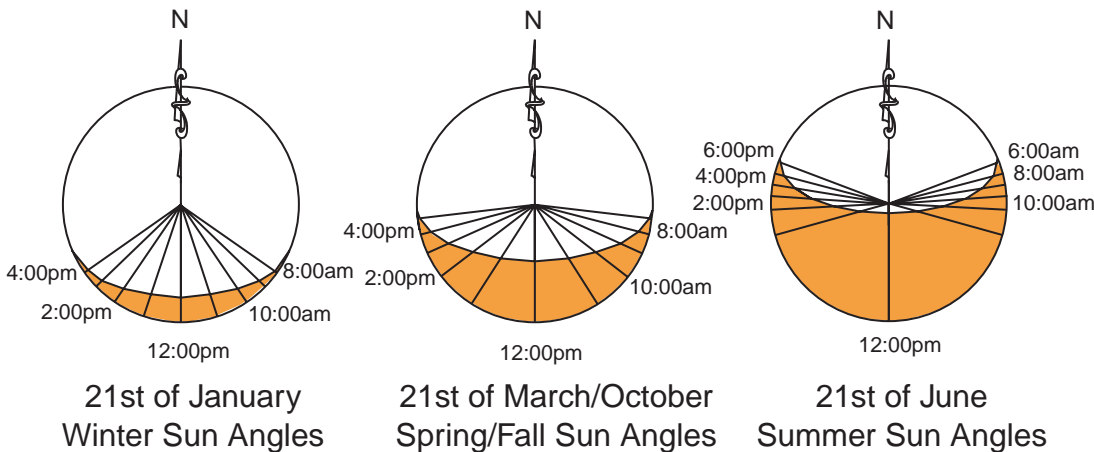 N
4:00pm
8:00am
2:00pm
10:00am
12:00pm
21st of January
Winter Sun Angles
N
4:00pm
8:00am
2:00pm
10:00am
12:00pm
21st of March/October
Spring/Fall Sun Angles
N
6:00pm
6:00am
4:00pm
8:00am
2:00pm
10:00am
12:00pm
21st of June
Summer Sun Angles